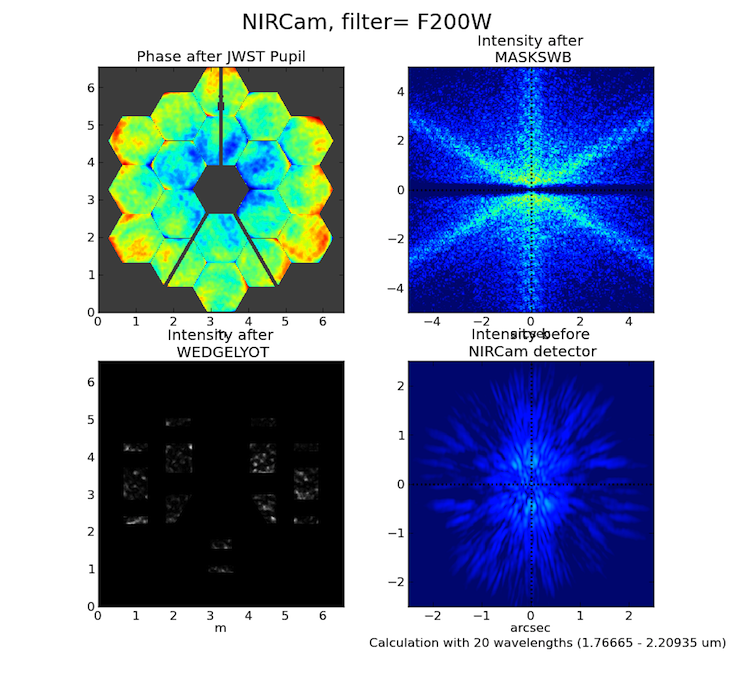 NIRCam, filter= F200W
Phase after JWST Pupil
Intensity after
MASKSWB
6
5
4
3
2
1
0
0 1 2 3 4 5 6
4
2
0
−2
−4
−4 −2 0 2 4
Intensity after
WEDGELYOT
Intensity before
NIRCam detector
6
5
4
3
2
1
0
0 1 2 3 4 5 6
m
2
1
0
−1
−2
−2 −1 0 1 2
arcsec
Calculation with 20 wavelengths (1.76665 - 2.20935 um)